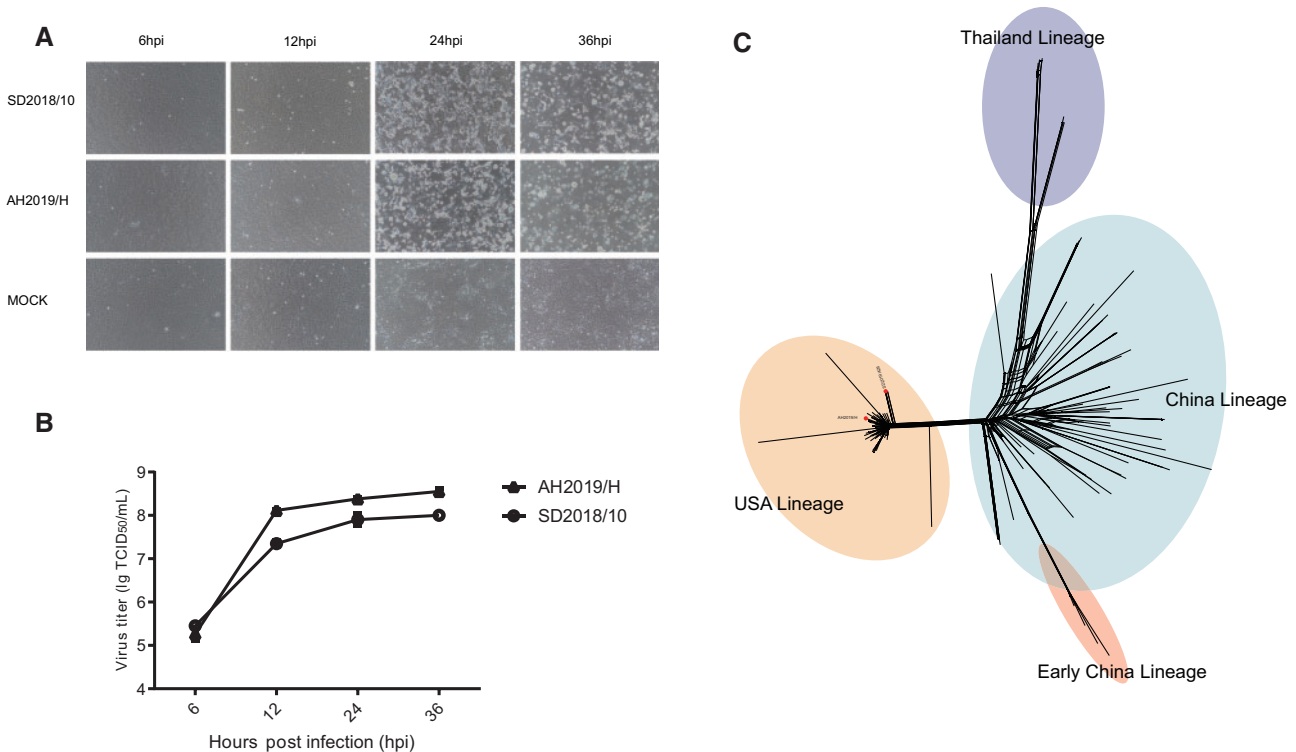 A
6hpi 12hpi 24hpi 36hpi
SD2018/10
AH2019/H
MOCK
B
9
8
7
6
5
4
Virus titer (lg TCID50/mL)
6 12 24 36
Hours post infection (hpi)
AH2019/H
SD2018/10
C
Thailand Lineage
China Lineage
AH2019/H
USA Lineage
Early China Lineage